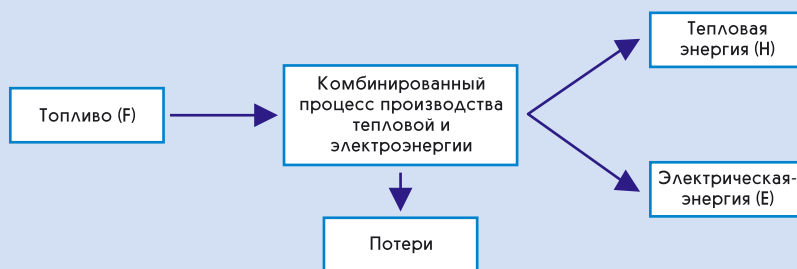 Топливо (F)
Комбинированный
процесс производства
тепловой и
электроэнергии
Тепловая
энергия (H)
Электрическая-
энергия (E)
Потери